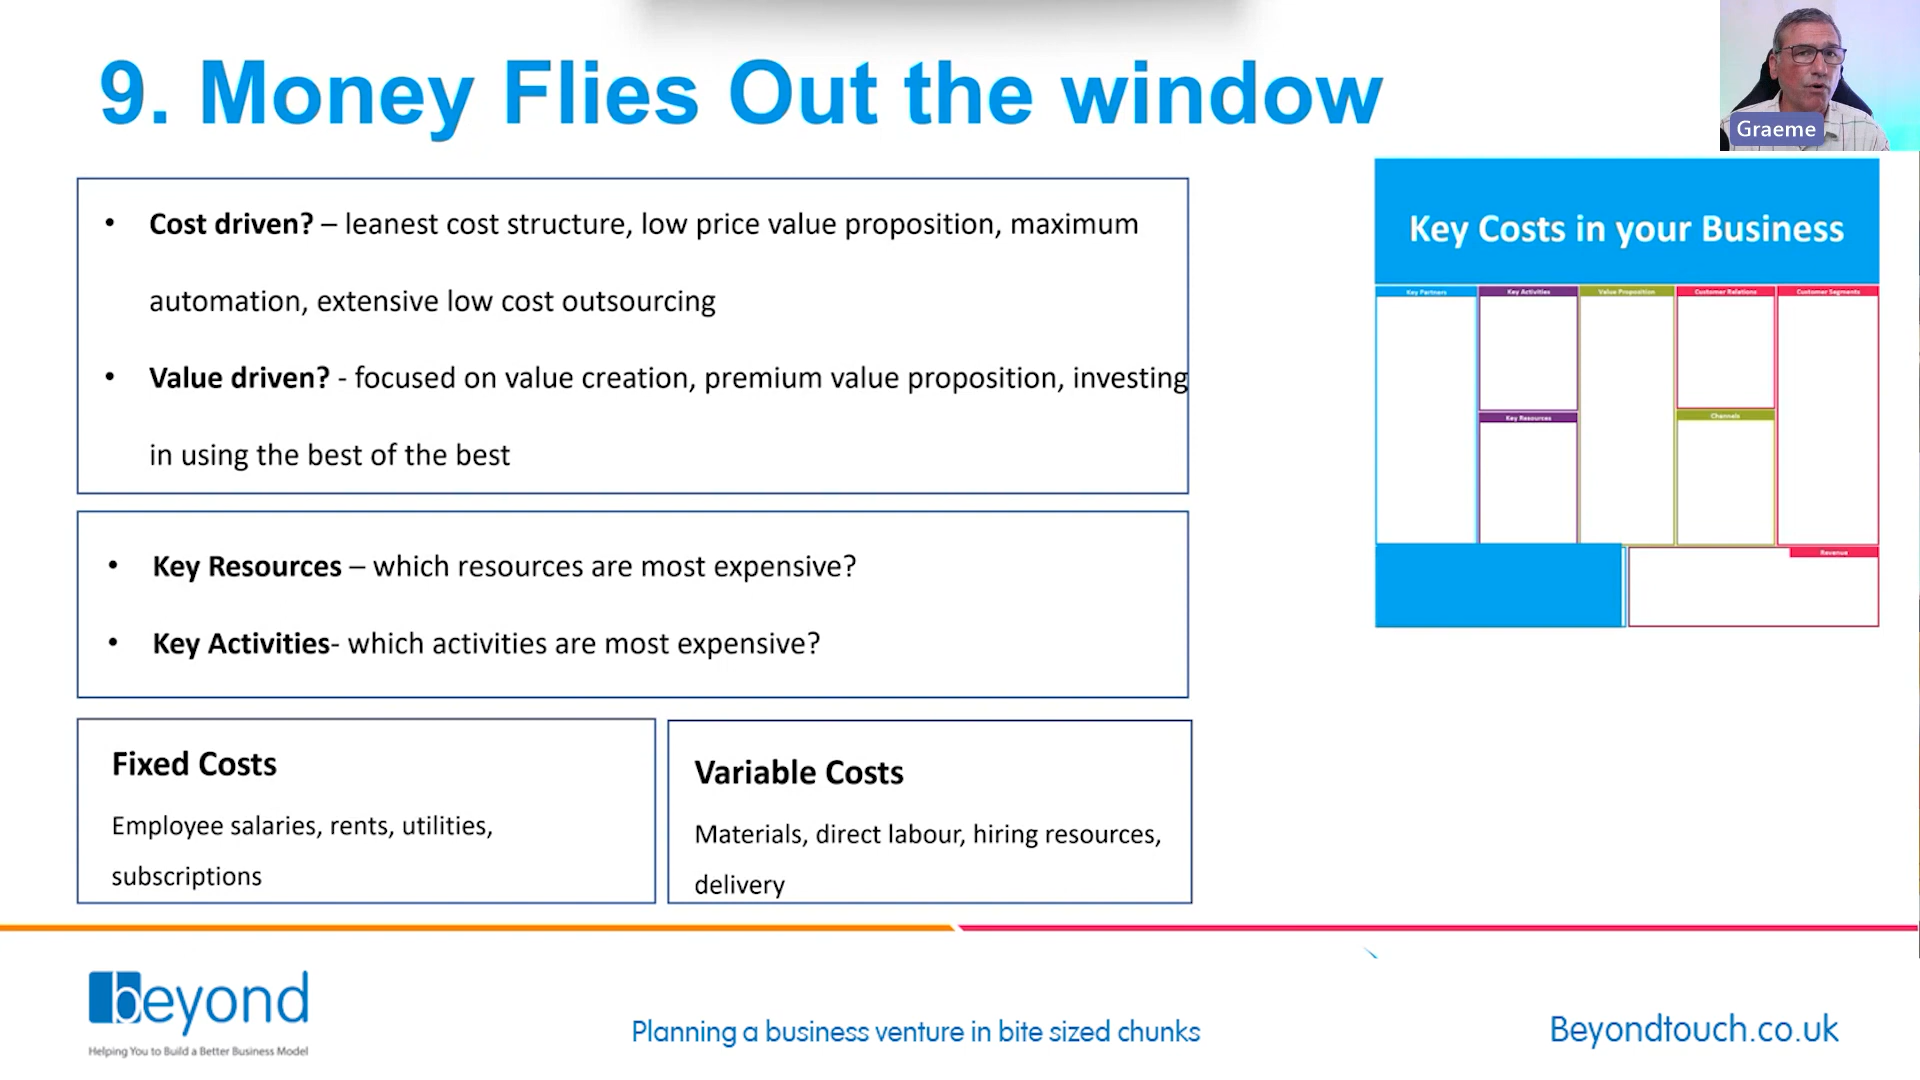 9. Money Flies Out the window
Graeme
• Cost driven? – leanest cost structure, low price value proposition, maximum
automation, extensive low cost outsourcing
• Value driven? - focused on value creation, premium value proposition, investing
in using the best of the best
Key Costs in your Business
Key Partners
Key Activities
Value Proposition
Customer Relations
Customer Segments
Key Resources
Channels
Revenue
• Key Resources – which resources are most expensive?
• Key Activities- which activities are most expensive?
Fixed Costs
Employee salaries, rents, utilities,
subscriptions
Variable Costs
Materials, direct labour, hiring resources,
delivery
beyond
Helping You to Build a Better Business Model
Planning a business venture in bite sized chunks
Beyondtouch.co.uk